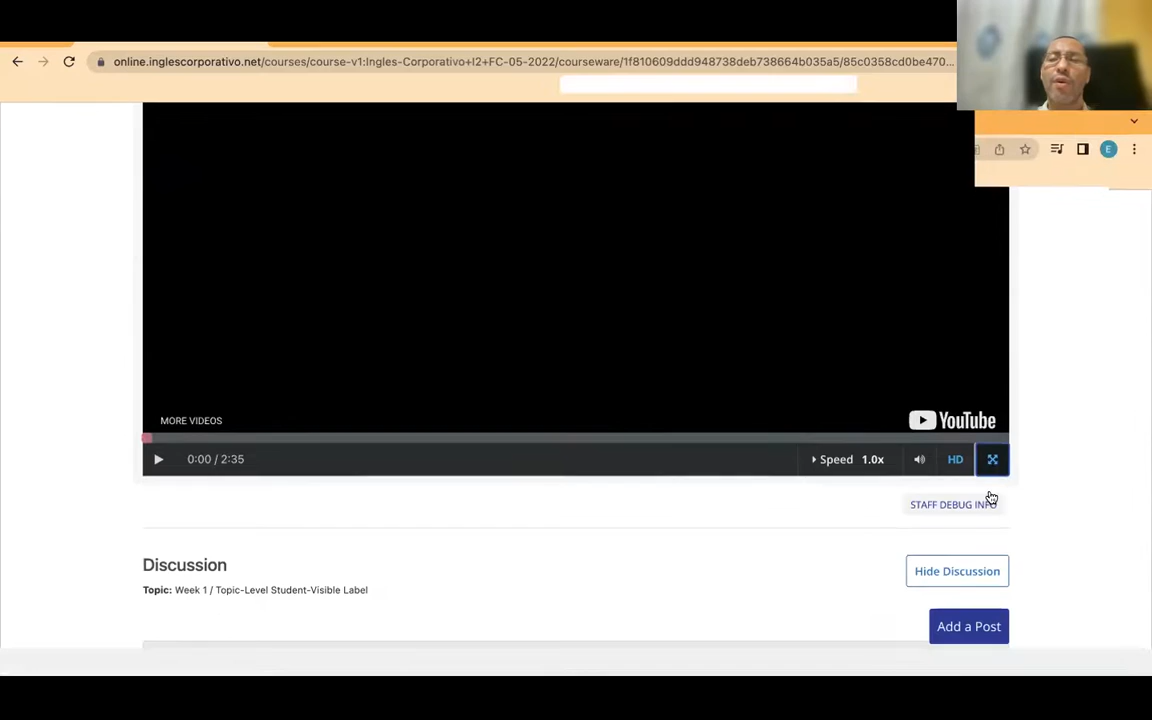 online.inglescorporativo.net/courses/course-v1:Ingles-Corporativo+I2+FC-05-2022/courseware/1f810609ddd948738deb738664b035a5/85c0358cd0be470...
E
MORE VIDEOS
YouTube
0:00 / 2:35
Speed 1.0x
HD
STAFF DEBUG INFO
Discussion
Hide Discussion
Topic: Week 1 / Topic-Level Student-Visible Label
Add a Post